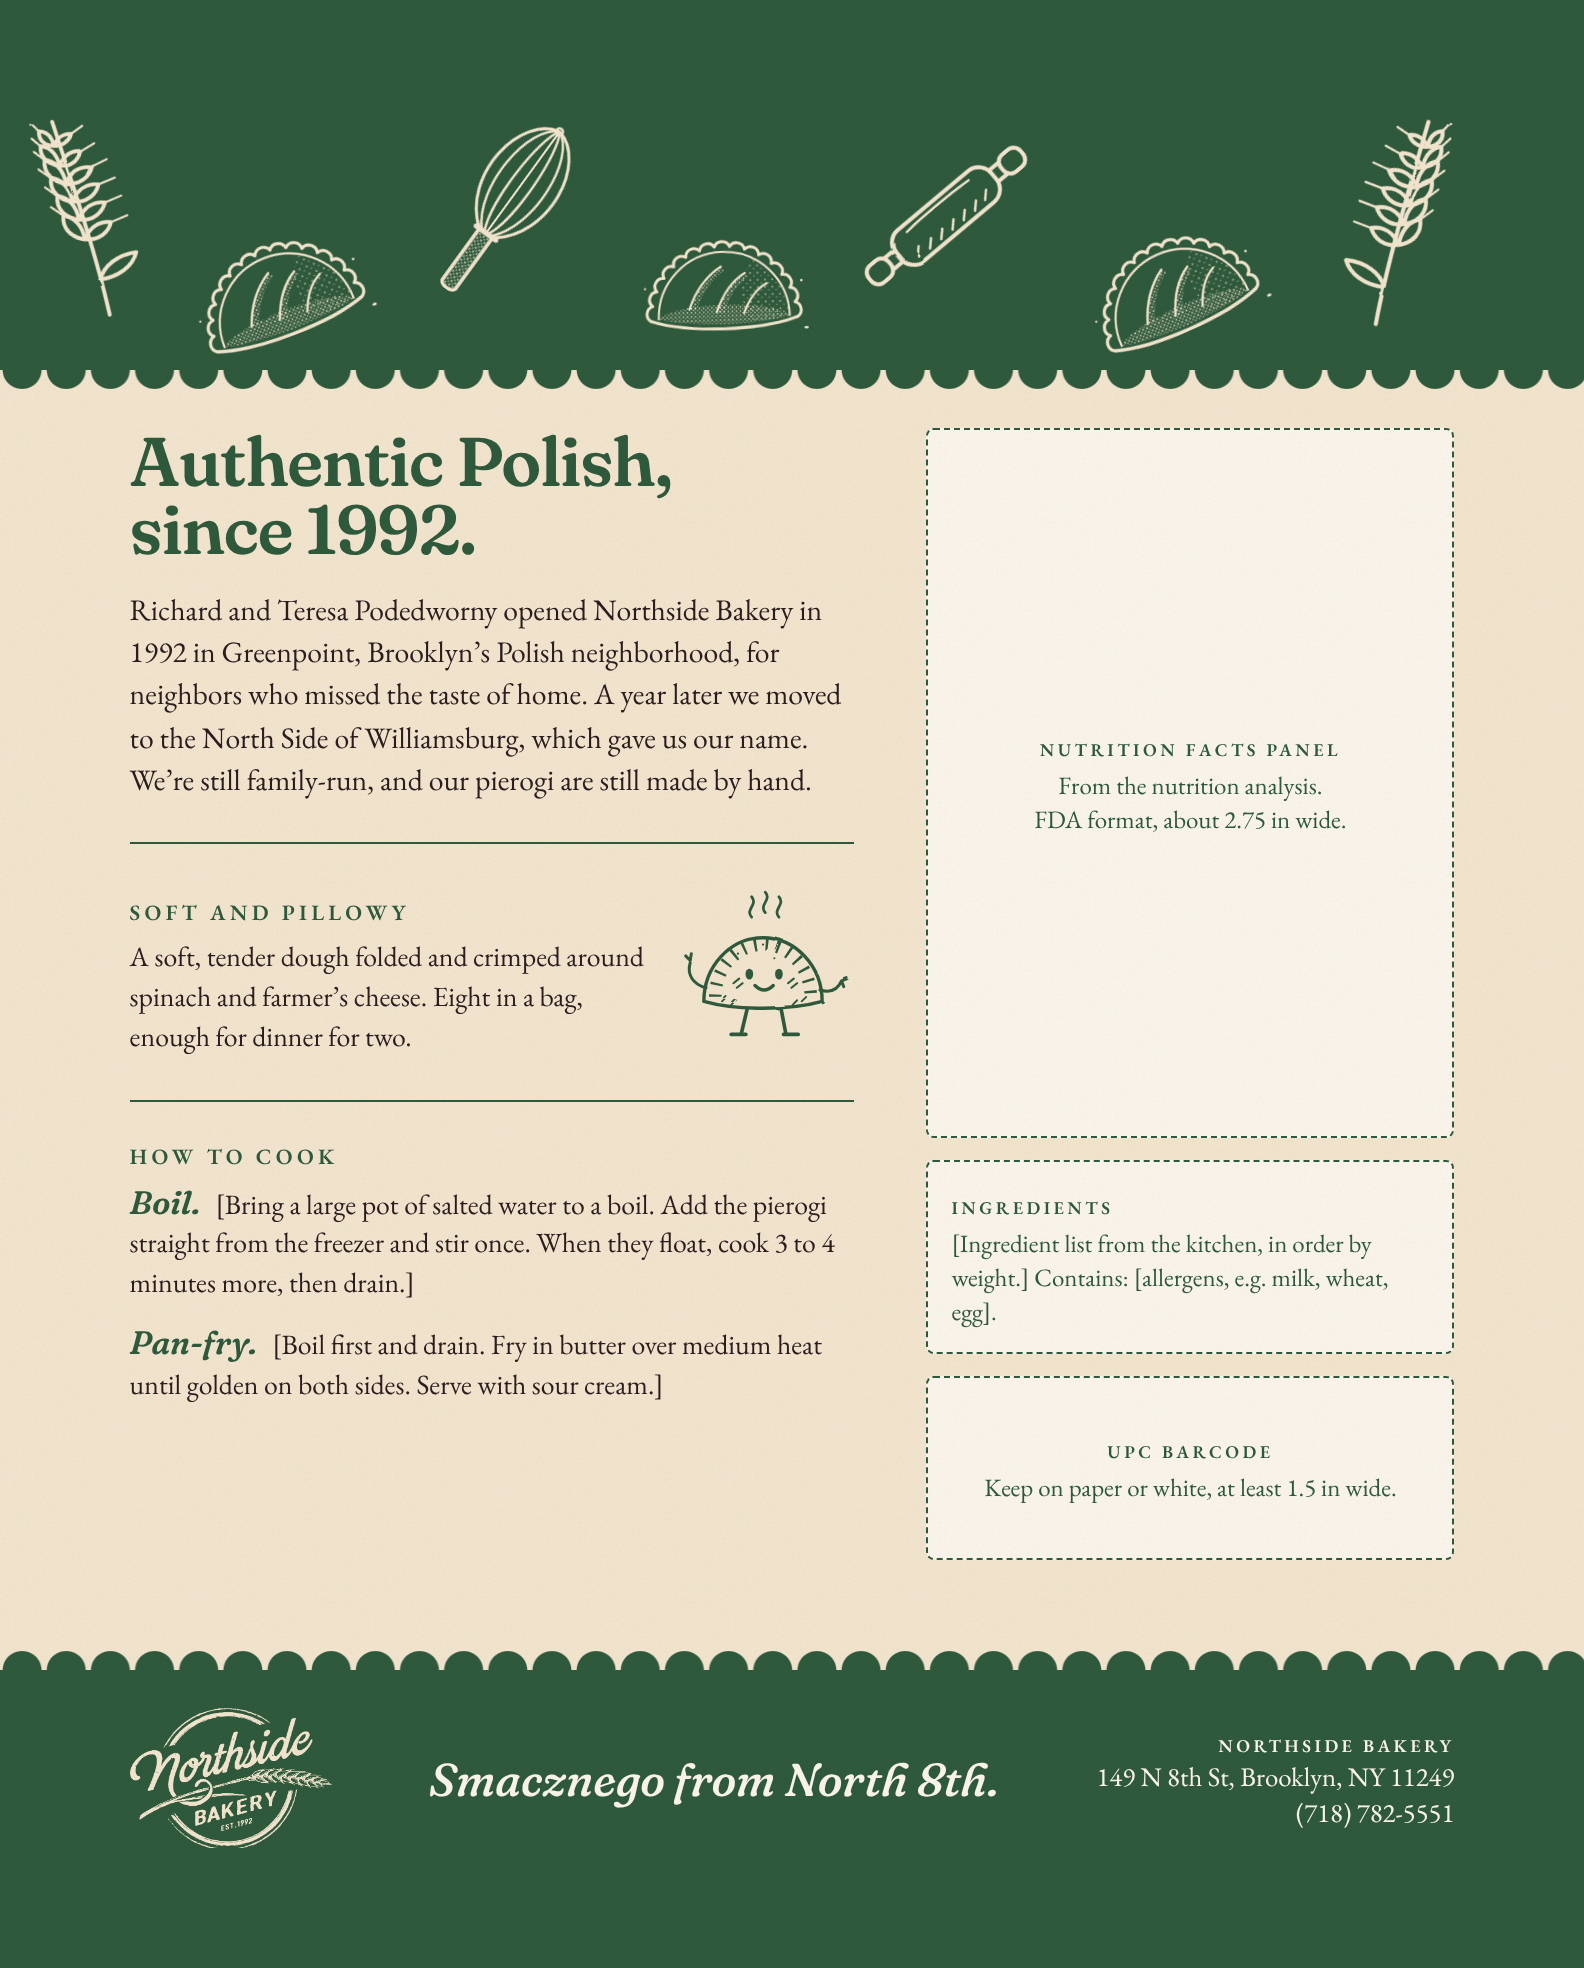 Authentic Polish,
since 1992.
Richard and Teresa Podedworny opened Northside Bakery in
1992 in Greenpoint, Brooklyn’s Polish neighborhood, for
neighbors who missed the taste of home. A year later we moved
to the North Side of Williamsburg, which gave us our name.
We’re still family-run, and our pierogi are still made by hand.
SOFT AND PILLOWY
A soft, tender dough folded and crimped around
spinach and farmer’s cheese. Eight in a bag,
enough for dinner for two.
HOW TO COOK
Boil. [Bring a large pot of salted water to a boil. Add the pierogi
straight from the freezer and stir once. When they float, cook 3 to 4
minutes more, then drain.]
Pan-fry. [Boil first and drain. Fry in butter over medium heat
until golden on both sides. Serve with sour cream.]
NUTRITION FACTS PANEL
From the nutrition analysis.
FDA format, about 2.75 in wide.
INGREDIENTS
[Ingredient list from the kitchen, in order by
weight.] Contains: [allergens, e.g. milk, wheat,
egg].
UPC BARCODE
Keep on paper or white, at least 1.5 in wide.
Northside
BAKERY
EST. 1992
Smacznego from North 8th.
NORTHSIDE BAKERY
149 N 8th St, Brooklyn, NY 11249
(718) 782-5551